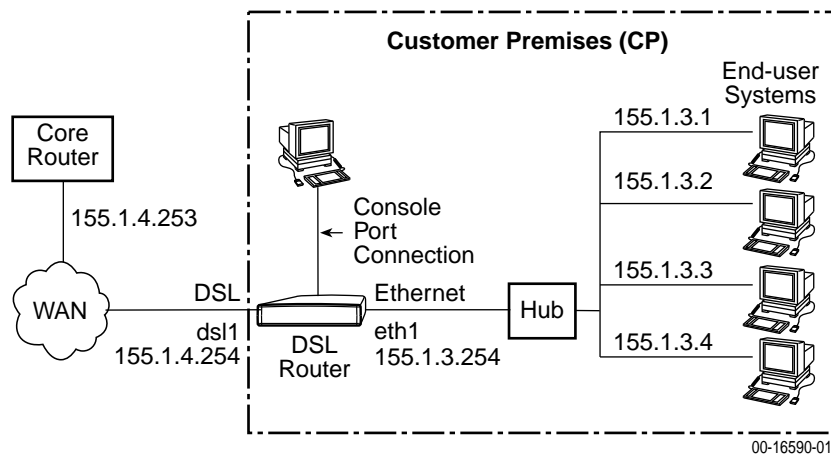 Customer Premises (CP)
End-user
Systems
Core
Router
155.1.4.253
WAN
DSL
dsl1
155.1.4.254
DSL
Router
Console
Port
Connection
Ethernet
eth1
155.1.3.254
Hub
155.1.3.1
155.1.3.2
155.1.3.3
155.1.3.4
00-16590-01